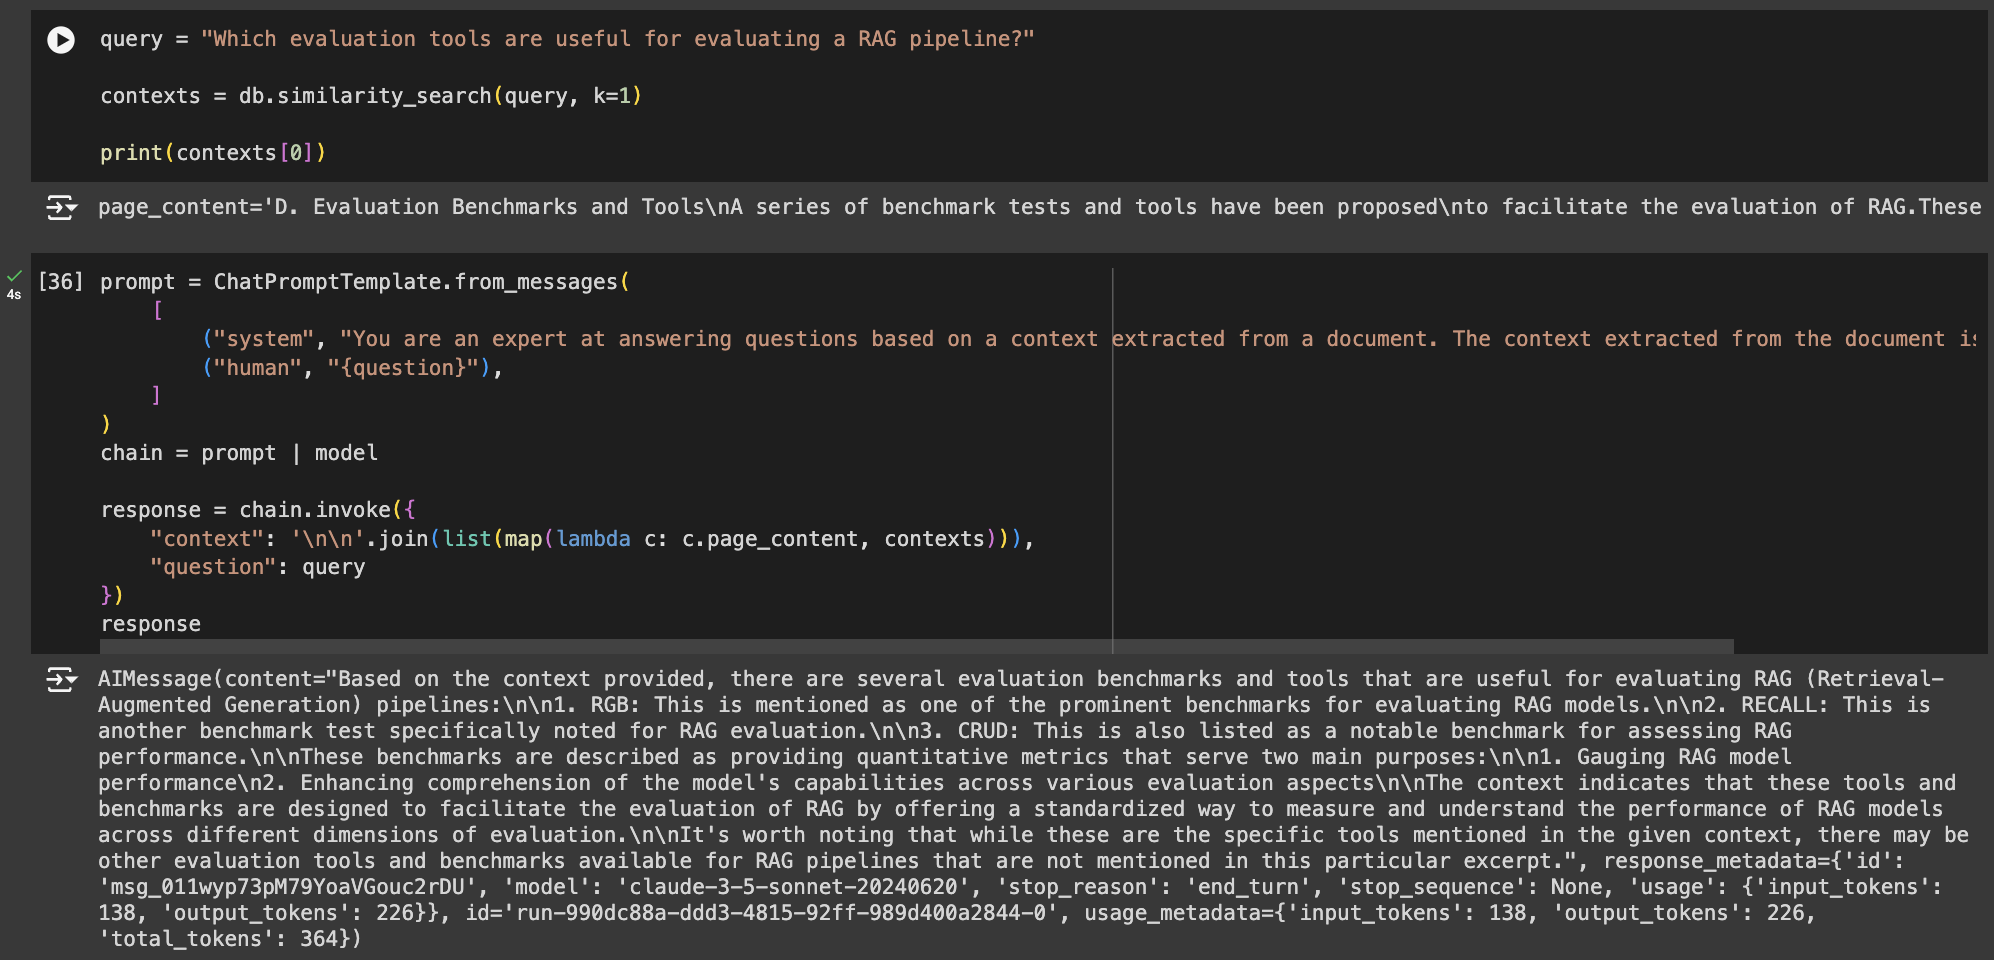 query = "Which evaluation tools are useful for evaluating a RAG pipeline?"
contexts = db.similarity_search(query, k=1)
print(contexts[0])
page_content='D. Evaluation Benchmarks and Tools\nA series of benchmark tests and tools have been proposed\nto facilitate the evaluation of RAG.These
4s
[36] prompt = ChatPromptTemplate.from_messages(
[
("system", "You are an expert at answering questions based on a context extracted from a document. The context extracted from the document is
("human", "{question}"),
]
)
chain = prompt | model
response = chain.invoke({
"context": '\n\n'.join(list(map(lambda c: c.page_content, contexts))),
"question": query
})
response
AIMessage(content="Based on the context provided, there are several evaluation benchmarks and tools that are useful for evaluating RAG (Retrieval-
Augmented Generation) pipelines:\n\n1. RGB: This is mentioned as one of the prominent benchmarks for evaluating RAG models.\n\n2. RECALL: This is
another benchmark test specifically noted for RAG evaluation.\n\n3. CRUD: This is also listed as a notable benchmark for assessing RAG
performance.\n\nThese benchmarks are described as providing quantitative metrics that serve two main purposes:\n\n1. Gauging RAG model
performance\n2. Enhancing comprehension of the model's capabilities across various evaluation aspects\n\nThe context indicates that these tools and
benchmarks are designed to facilitate the evaluation of RAG by offering a standardized way to measure and understand the performance of RAG models
across different dimensions of evaluation.\n\nIt's worth noting that while these are the specific tools mentioned in the given context, there may be
other evaluation tools and benchmarks available for RAG pipelines that are not mentioned in this particular excerpt.", response_metadata={'id':
'msg_011wyp73pM79YoaVGouc2rDU', 'model': 'claude-3-5-sonnet-20240620', 'stop_reason': 'end_turn', 'stop_sequence': None, 'usage': {'input_tokens':
138, 'output_tokens': 226}}, id='run-990dc88a-ddd3-4815-92ff-989d400a2844-0', usage_metadata={'input_tokens': 138, 'output_tokens': 226,
'total_tokens': 364})